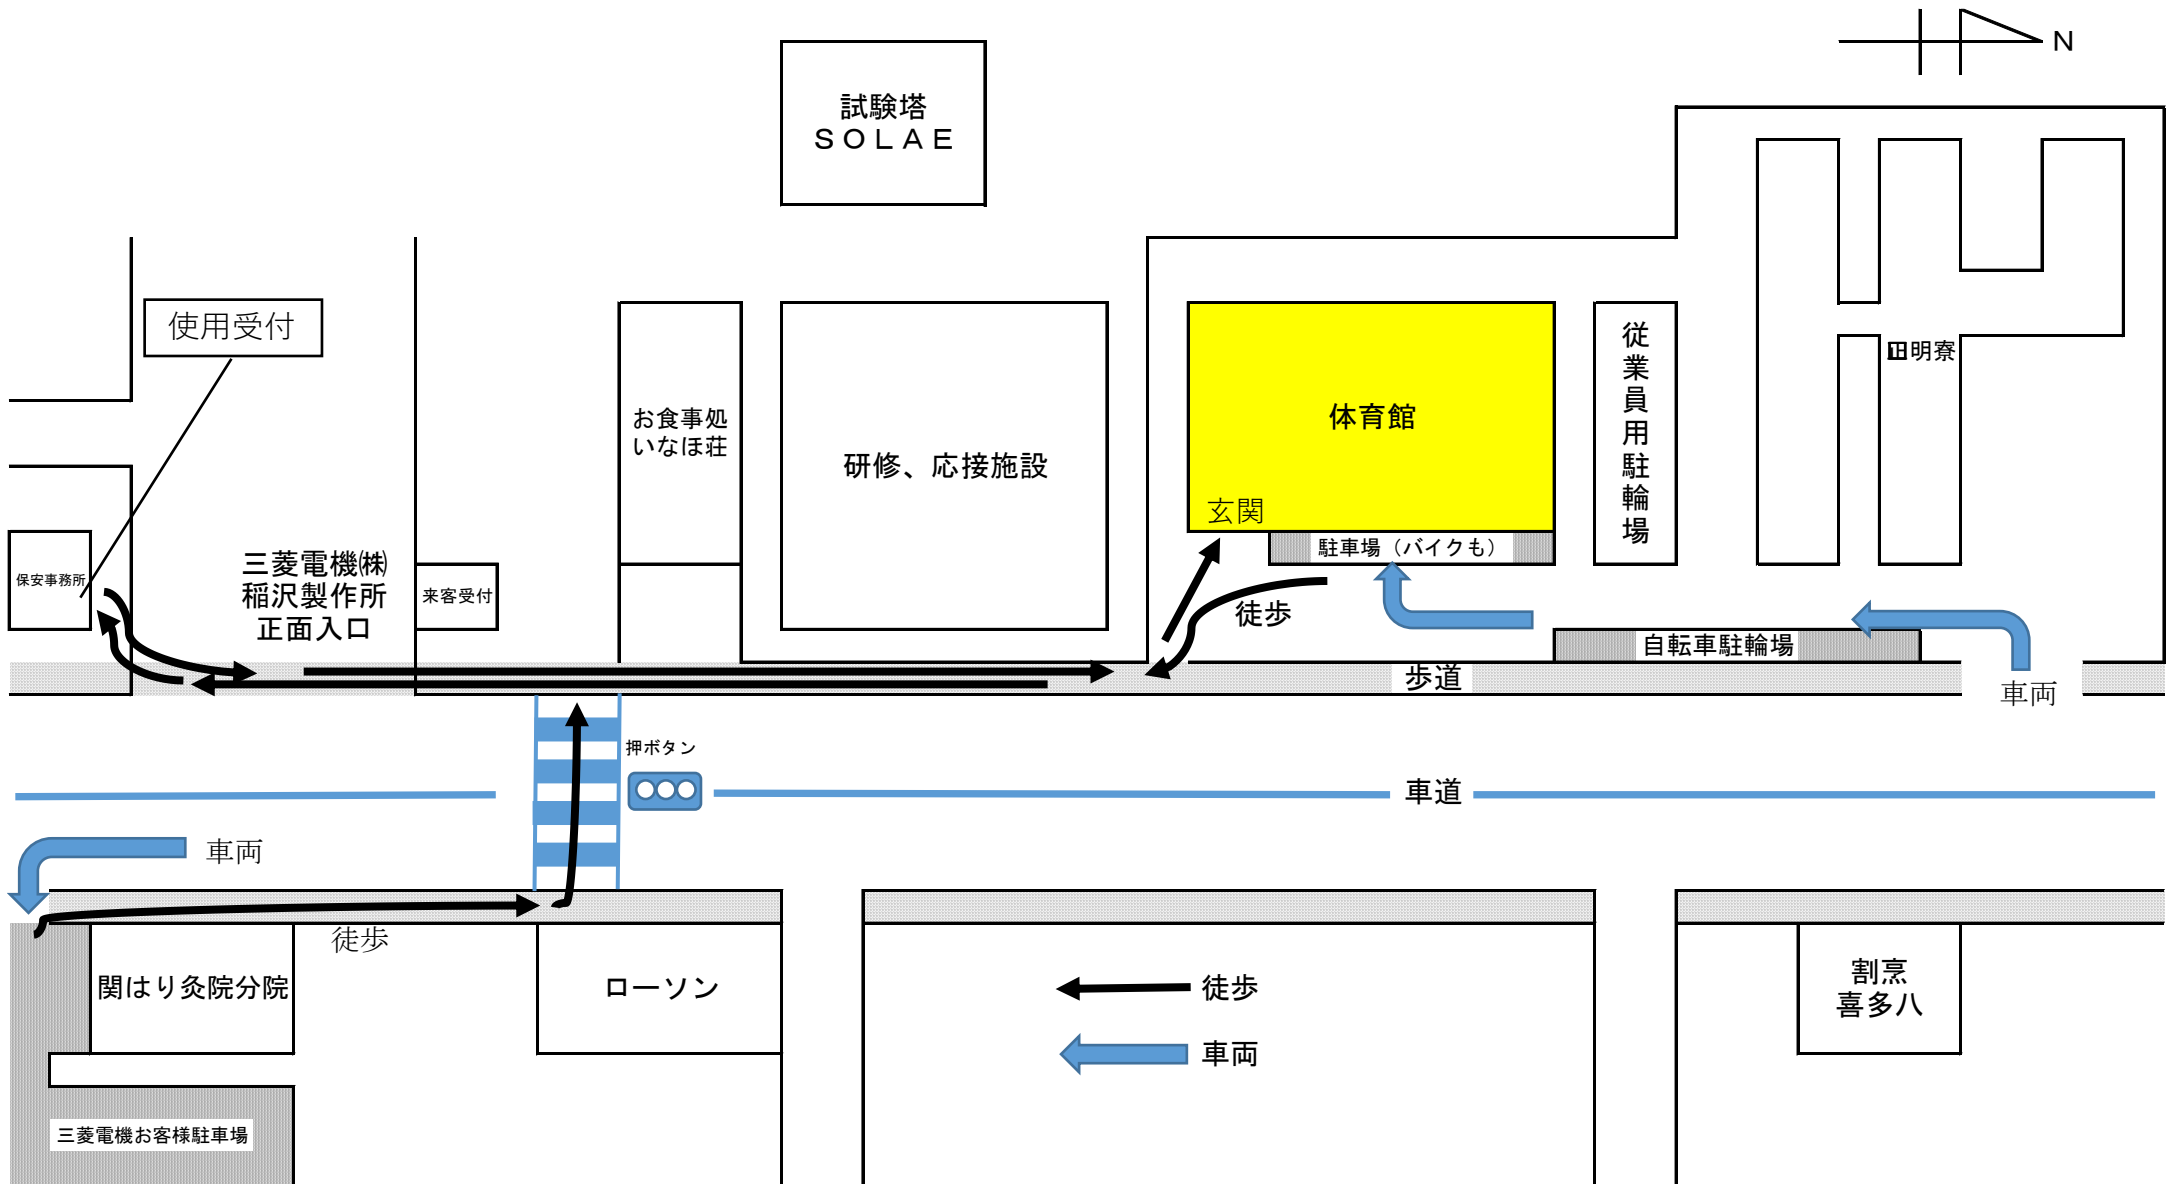 N
試験塔
ＳＯＬＡＥ
使用受付
お食事処
いなほ荘
研修、応接施設
体育館
玄関
従業員用駐輪場
明寮
保安事務所
三菱電機㈱
稲沢製作所
正面入口
来客受付
駐車場（バイクも）
徒歩
自転車駐輪場
歩道
車両
押ボタン
車道
車両
徒歩
関はり灸院分院
ローソン
徒歩
車両
割烹
喜多八
三菱電機お客様駐車場